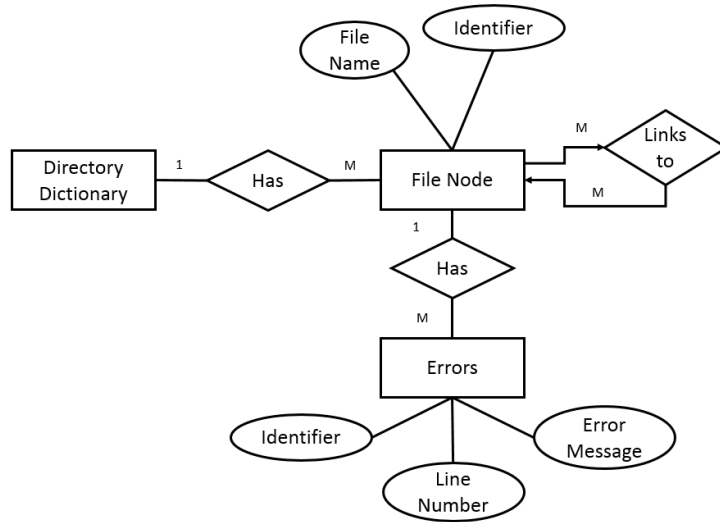 File
Name
Identifier
Directory
Dictionary
1
Has
M
File Node
M
Links
to
M
1
Has
M
Errors
Identifier
Line
Number
Error
Message